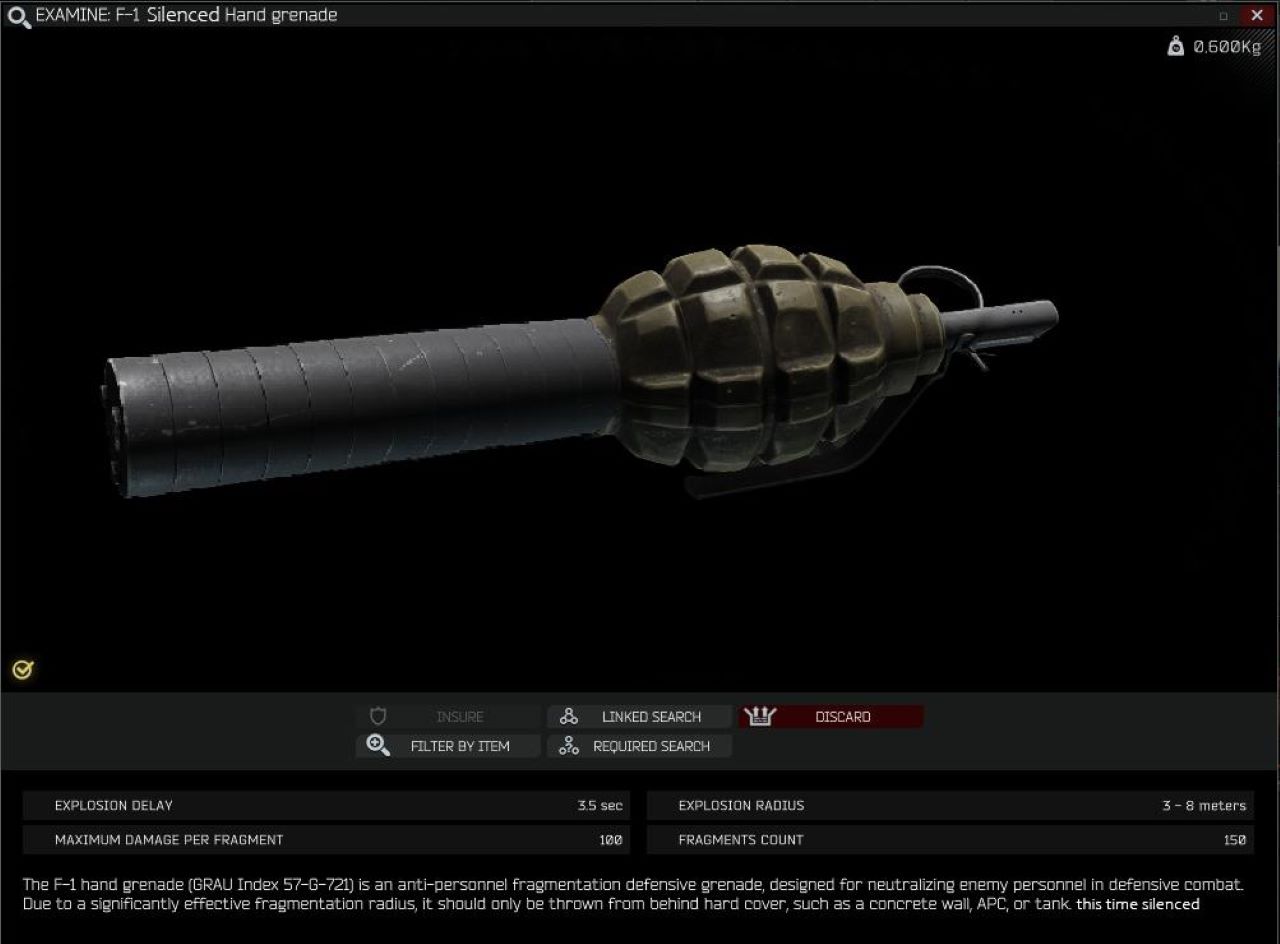 EXAMINE: F-1 Silenced Hand grenade
0.600Kg
INSURE
LINKED SEARCH
DISCARD
FILTER BY ITEM
REQUIRED SEARCH
EXPLOSION DELAY 3.5 sec
EXPLOSION RADIUS 3 - 8 meters
MAXIMUM DAMAGE PER FRAGMENT 100
FRAGMENTS COUNT 150
The F-1 hand grenade (GRAU Index 57-G-721) is an anti-personnel fragmentation defensive grenade, designed for neutralizing enemy personnel in defensive combat.
Due to a significantly effective fragmentation radius, it should only be thrown from behind hard cover, such as a concrete wall, APC, or tank. this time silenced